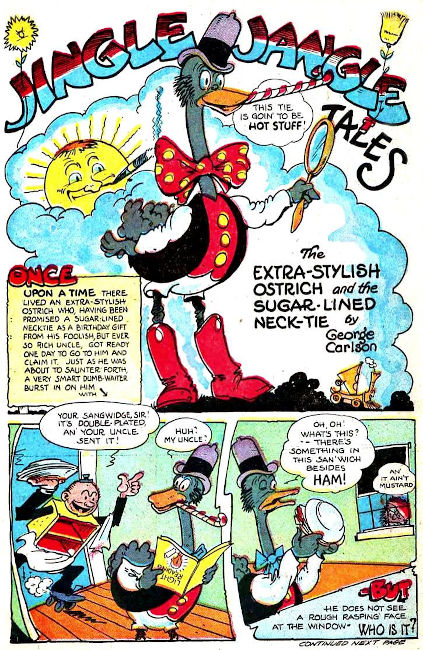 JINGLE JANGLE
TALES
THIS TIE
IS GOIN' TO BE
HOT STUFF!
The
EXTRA-STYLISH
OSTRICH and the
SUGAR-LINED
NECK-TIE by
George
Carlson
ONCE
UPON A TIME THERE
LIVED AN EXTRA-STYLISH
OSTRICH WHO, HAVING BEEN
PROMISED A SUGAR-LINED
NECKTIE AS A BIRTHDAY GIFT
FROM HIS FOOLISH, BUT EVER
SO RICH UNCLE, GOT READY
ONE DAY TO GO TO HIM AND
CLAIM IT. JUST AS HE WAS
ABOUT TO SAUNTER FORTH,
A VERY SMART DUMB-WAITER
BURST IN ON HIM
WITH
YOUR SANGWIDGE, SIR!
IT'S DOUBLE-PLATED,
AN' YOUR UNCLE
SENT IT!
HUH?
MY UNCLE?
LIGHT
READING
OH, OH!
WHAT'S THIS?
-- THERE'S
SOMETHING IN
THIS SAN'WICH
BESIDES
HAM!
AN'
IT AIN'T
MUSTARD
-BUT
HE DOES NOT SEE
A ROUGH RASPING FACE
AT THE WINDOW-
WHO IS IT?
CONTINUED NEXT PAGE